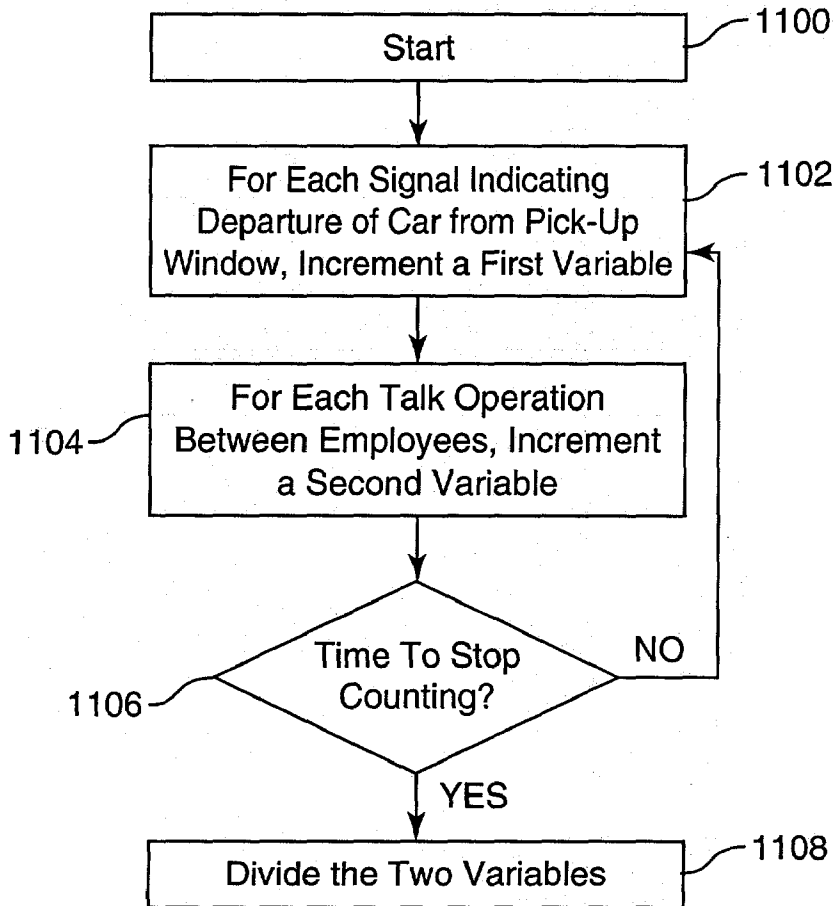 Start
1100
For Each Signal Indicating
Departure of Car from Pick-Up
Window, Increment a First Variable
1102
For Each Talk Operation
Between Employees, Increment
a Second Variable
1104
Time To Stop
Counting?
NO
1106
YES
Divide the Two Variables
1108